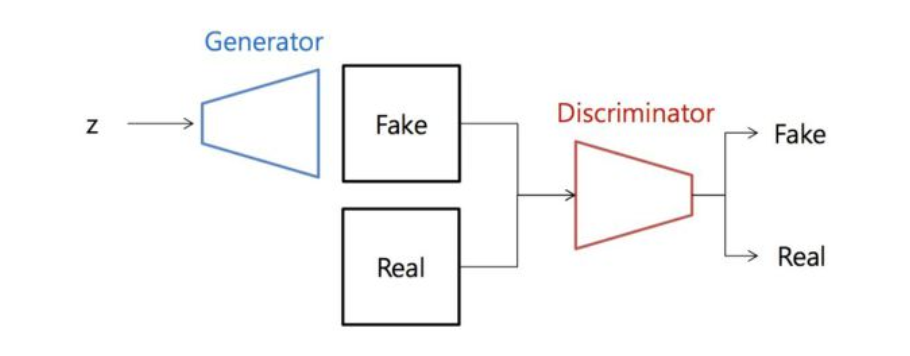 Generator
z
Fake
Discriminator
Fake
Real
Real